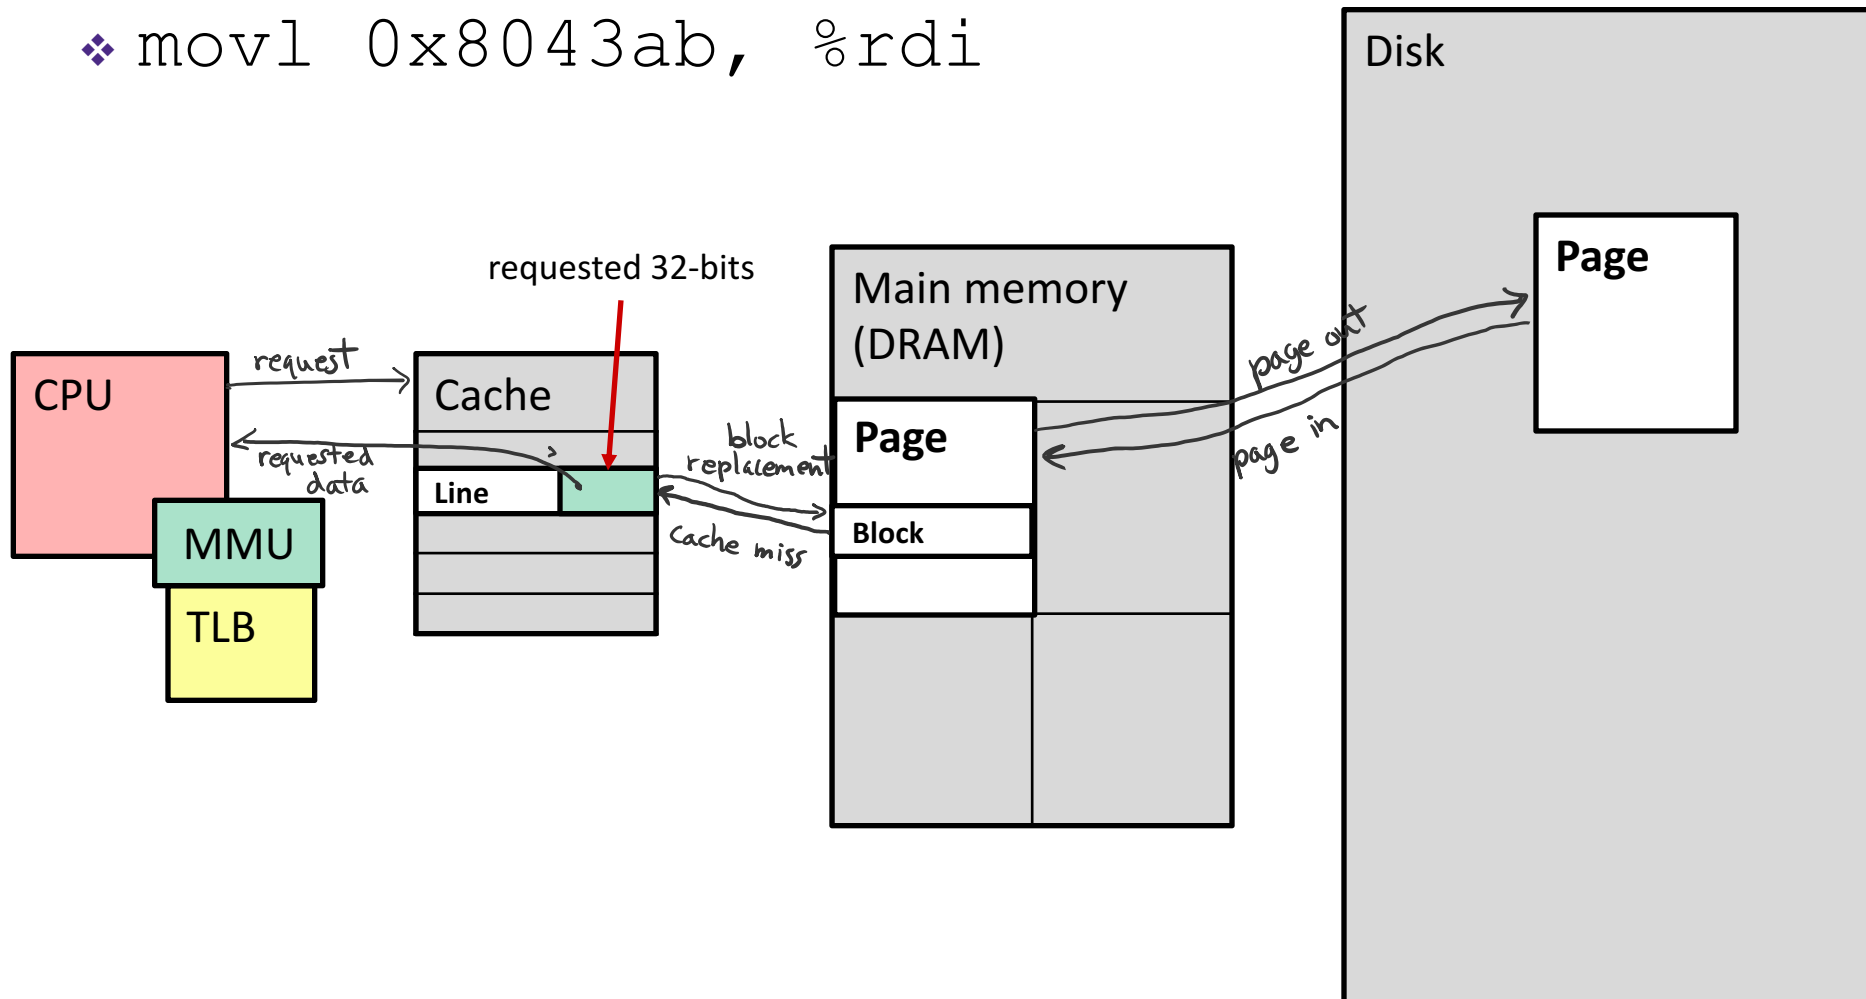 ❖ movl 0x8043ab, %rdi
Disk
Page
requested 32-bits
Main memory
(DRAM)
page out
page in
CPU
request
Cache
requested
data
block
replacement
Page
Line
Block
Cache miss
MMU
TLB